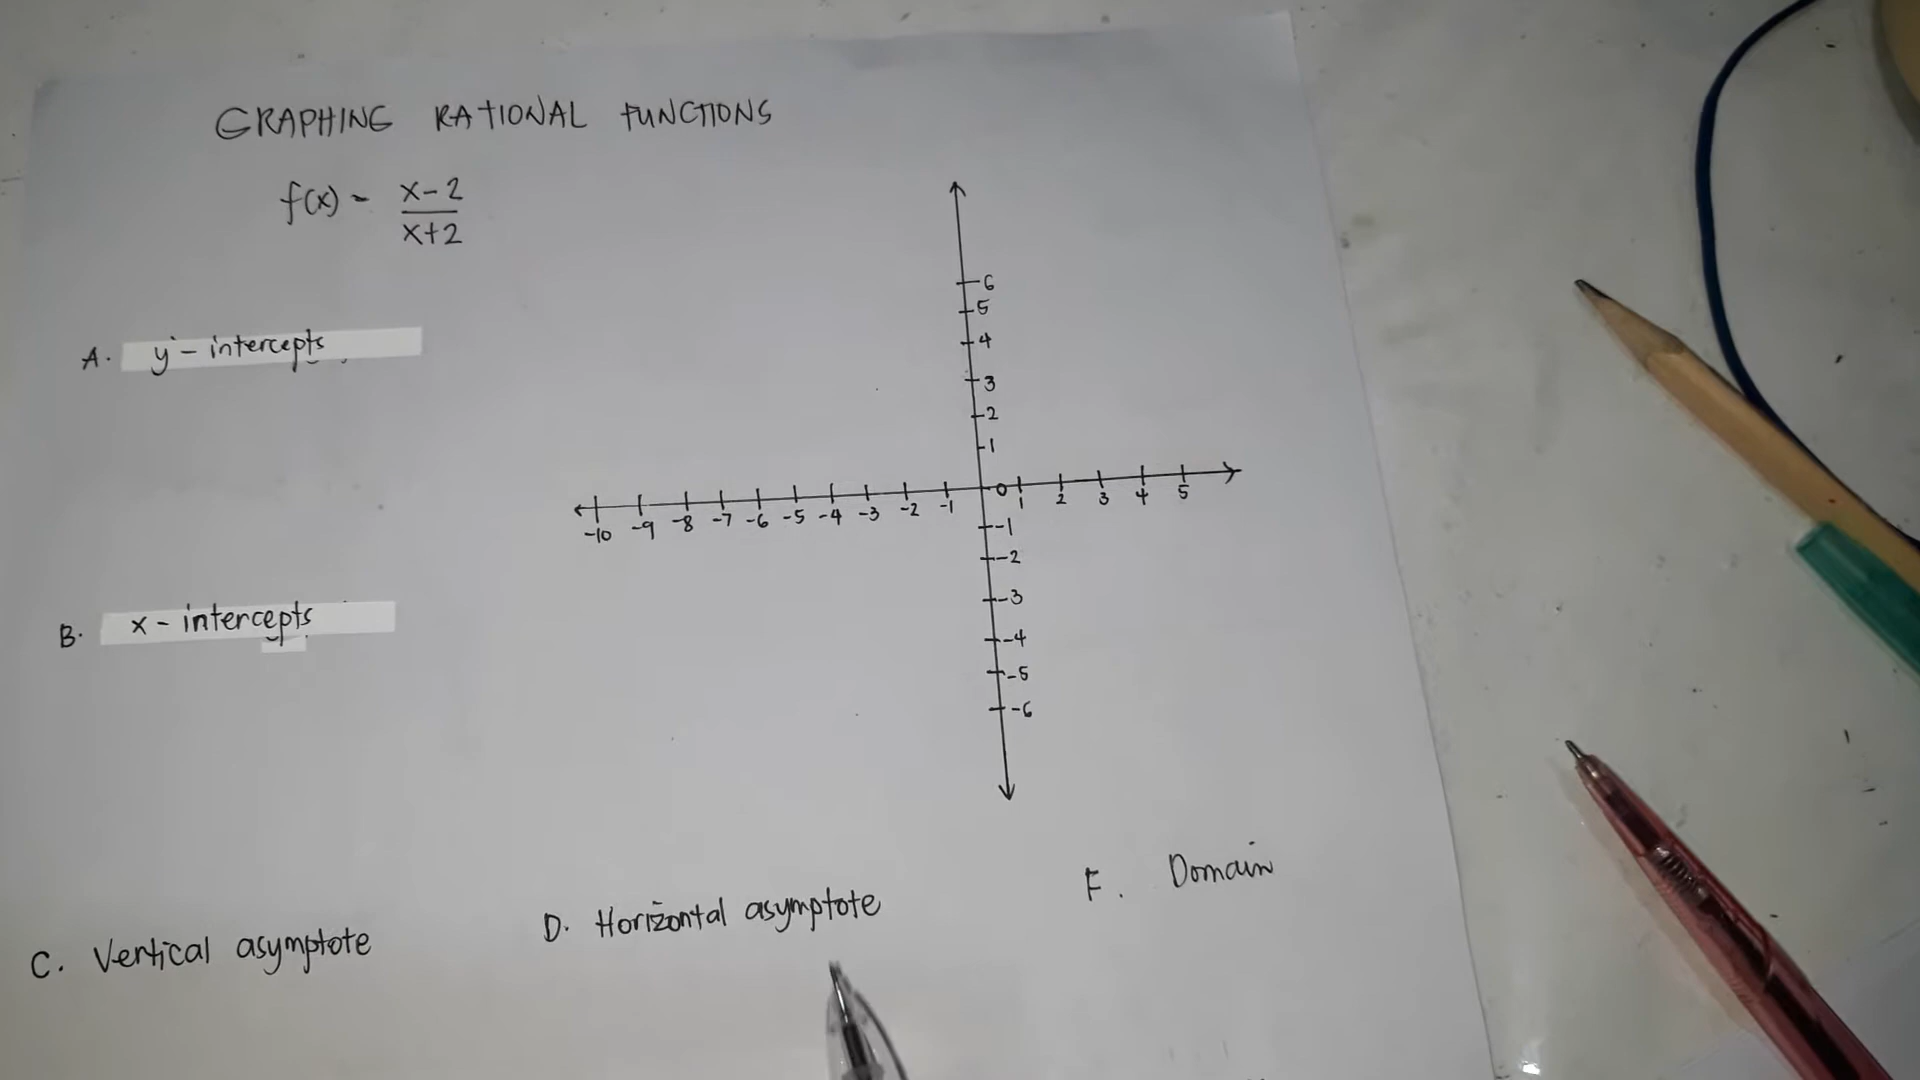 GRAPHING RATIONAL FUNCTIONS
f(x) = x-2
x+2
A. y - intercepts
B. x - intercepts
6
5
4
3
2
1
-10 -9 -8 -7 -6 -5 -4 -3 -2 -1 0 1 2 3 4 5
-1
-2
-3
-4
-5
-6
C. Vertical asymptote
D. Horizontal asymptote
E. Domain